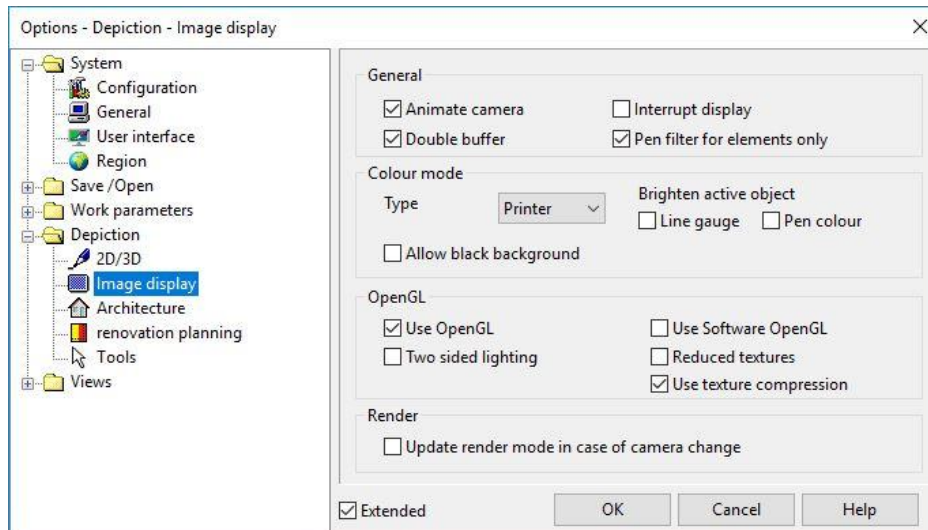 Options - Depiction - Image display
System
Configuration
General
User interface
Region
Save /Open
Work parameters
Depiction
2D/3D
Image display
Architecture
renovation planning
Tools
Views
General
Animate camera
Interrupt display
Double buffer
Pen filter for elements only
Colour mode
Type
Printer
Brighten active object
Line gauge
Pen colour
Allow black background
OpenGL
Use OpenGL
Use Software OpenGL
Two sided lighting
Reduced textures
Use texture compression
Render
Update render mode in case of camera change
Extended
OK
Cancel
Help